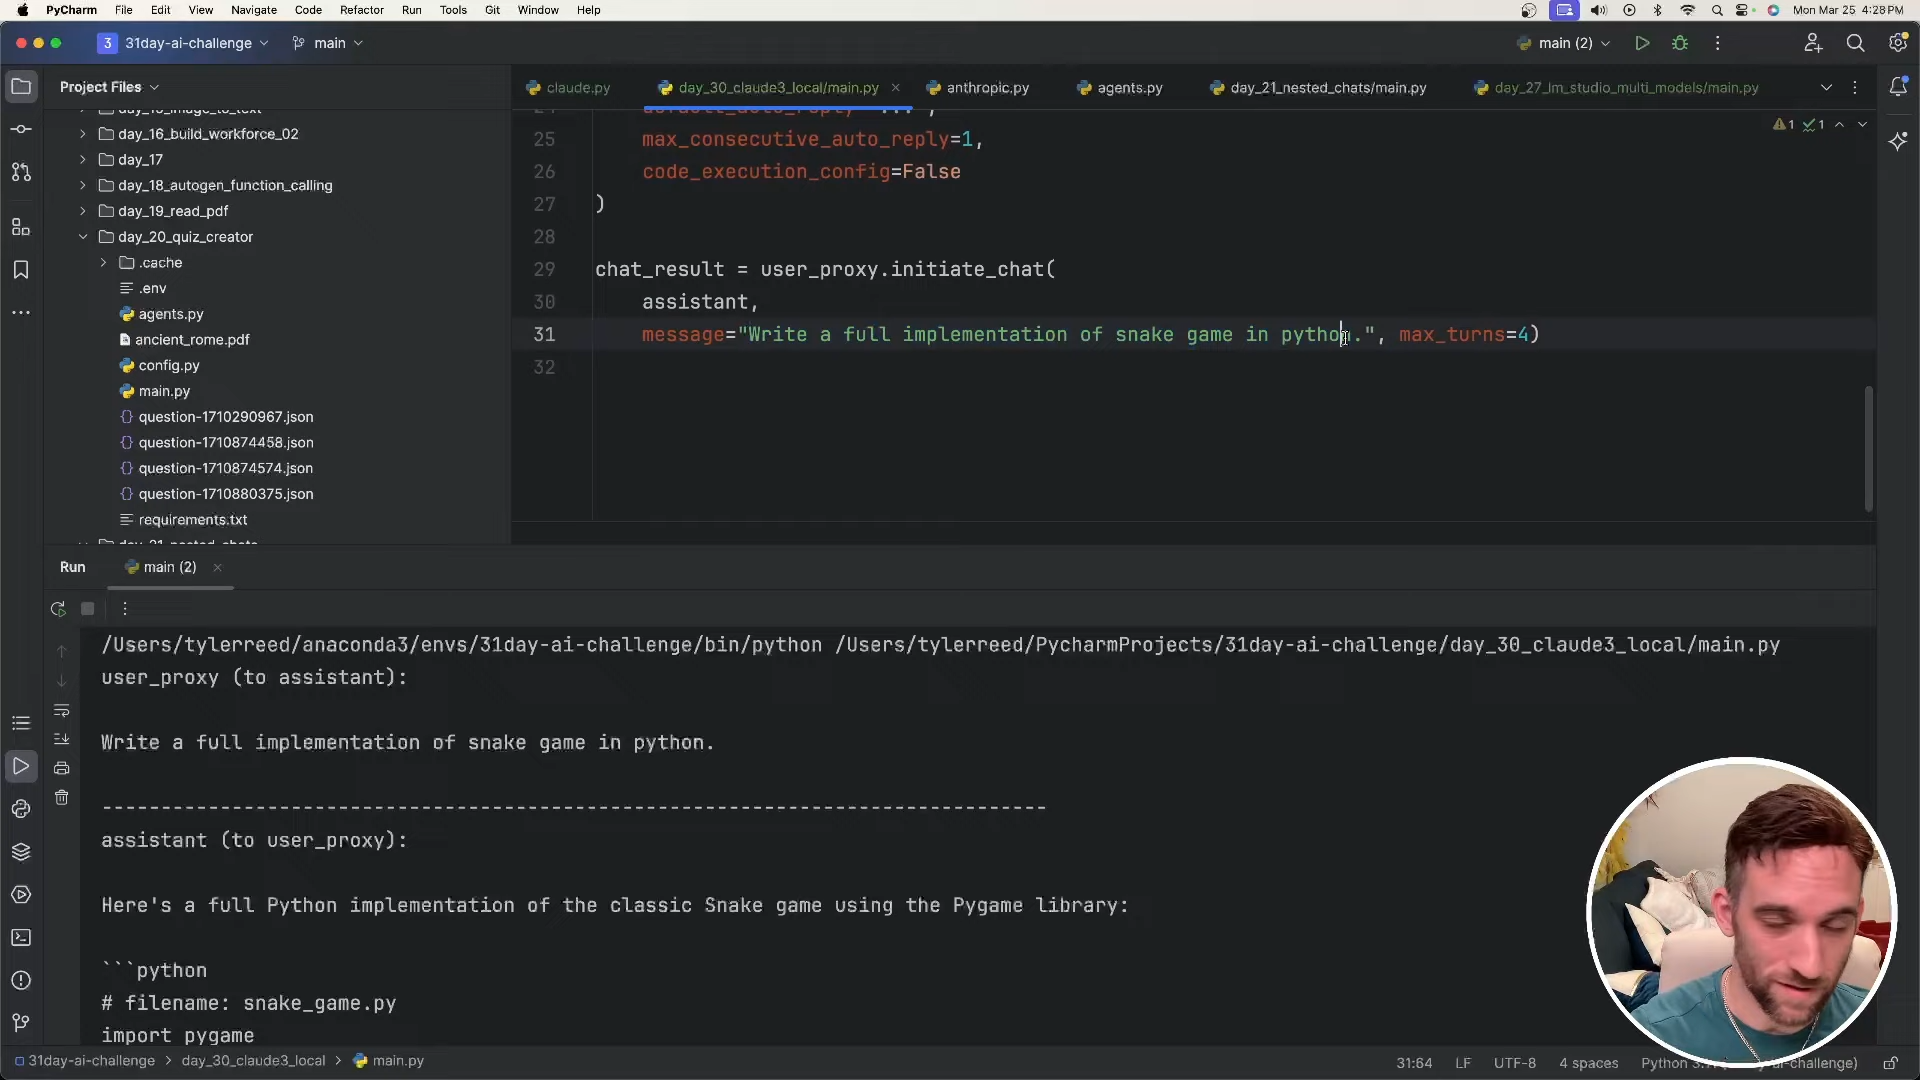 PyCharm File Edit View Navigate Code Refactor Run Tools Git Window Help Mon Mar 25 4:28 PM
3 31day-ai-challenge main main (2)
Project Files
claude.py day_30_claude3_local/main.py anthropic.py agents.py day_21_nested_chats/main.py day_27_lm_studio_multi_models/main.py
day_16_build_workforce_02
day_17
day_18_autogen_function_calling
day_19_read_pdf
day_20_quiz_creator
.cache
.env
agents.py
ancient_rome.pdf
config.py
main.py
question-1710290967.json
question-1710874458.json
question-1710874574.json
question-1710880375.json
requirements.txt
25 max_consecutive_auto_reply=1,
26 code_execution_config=False
27 )
28
29 chat_result = user_proxy.initiate_chat(
30 assistant,
31 message="Write a full implementation of snake game in python.", max_turns=4)
32
1 1
Run main (2)
/Users/tylerreed/anaconda3/envs/31day-ai-challenge/bin/python /Users/tylerreed/PycharmProjects/31day-ai-challenge/day_30_claude3_local/main.py
user_proxy (to assistant):
Write a full implementation of snake game in python.
--------------------------------------------------------------------------------
assistant (to user_proxy):
Here's a full Python implementation of the classic Snake game using the Pygame library:
```python
# filename: snake_game.py
import pygame
31day-ai-challenge > day_30_claude3_local > main.py 31:64 LF UTF-8 4 spaces Python